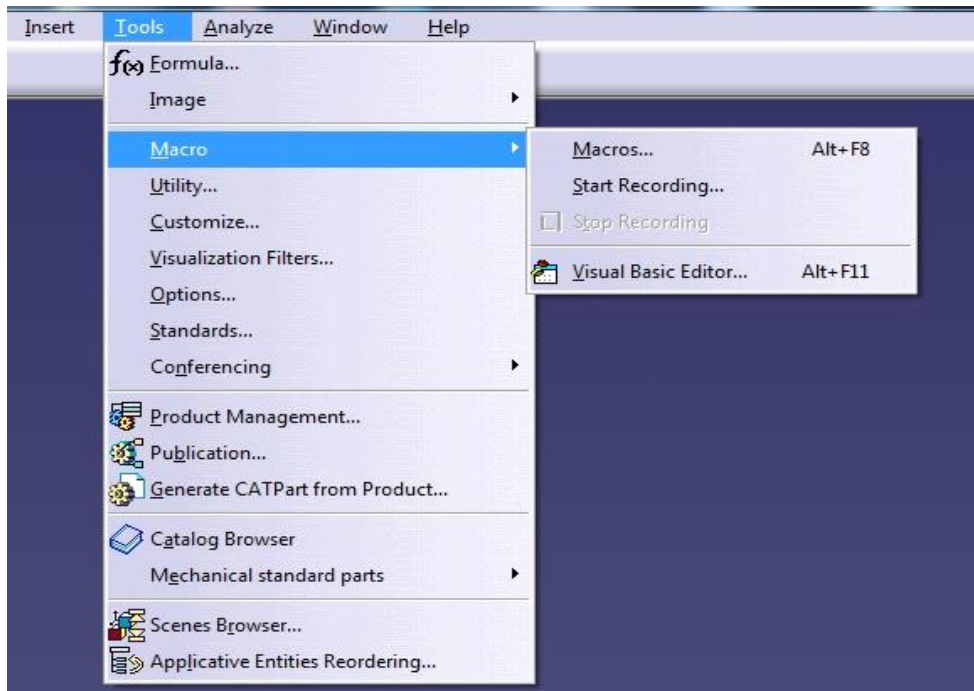 Insert Tools Analyze Window Help
f(x) Formula...
Image
Macro
Macros... Alt+F8
Utility...
Start Recording...
Customize...
Stop Recording
Visualization Filters...
Visual Basic Editor... Alt+F11
Options...
Standards...
Conferencing
Product Management...
Publication...
Generate CATPart from Product...
Catalog Browser
Mechanical standard parts
Scenes Browser...
Applicative Entities Reordering...